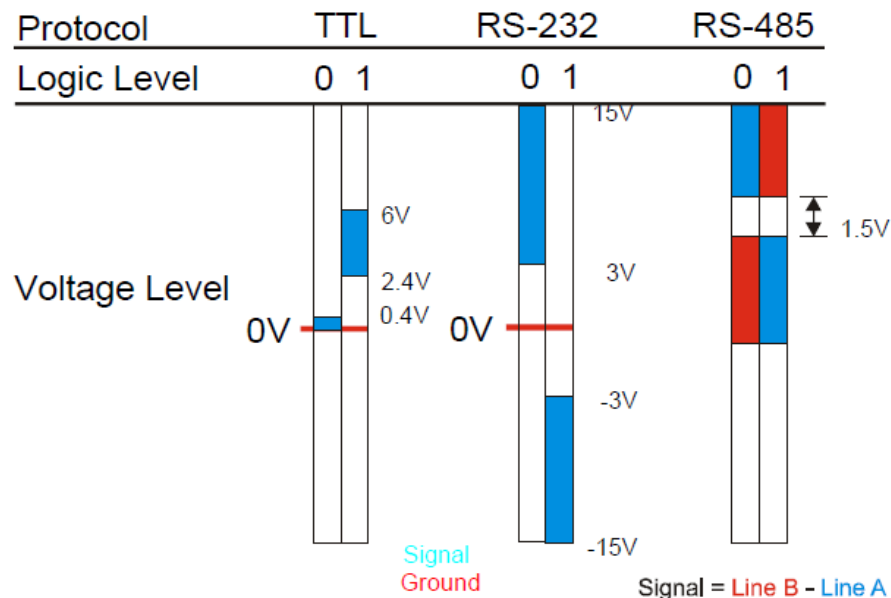 Protocol TTL RS-232 RS-485
Logic Level 0 1 0 1 0 1
15V
6V
1.5V
3V
2.4V
Voltage Level
0.4V
0V 0V
-3V
-15V
Signal
Ground
Signal = Line B - Line A